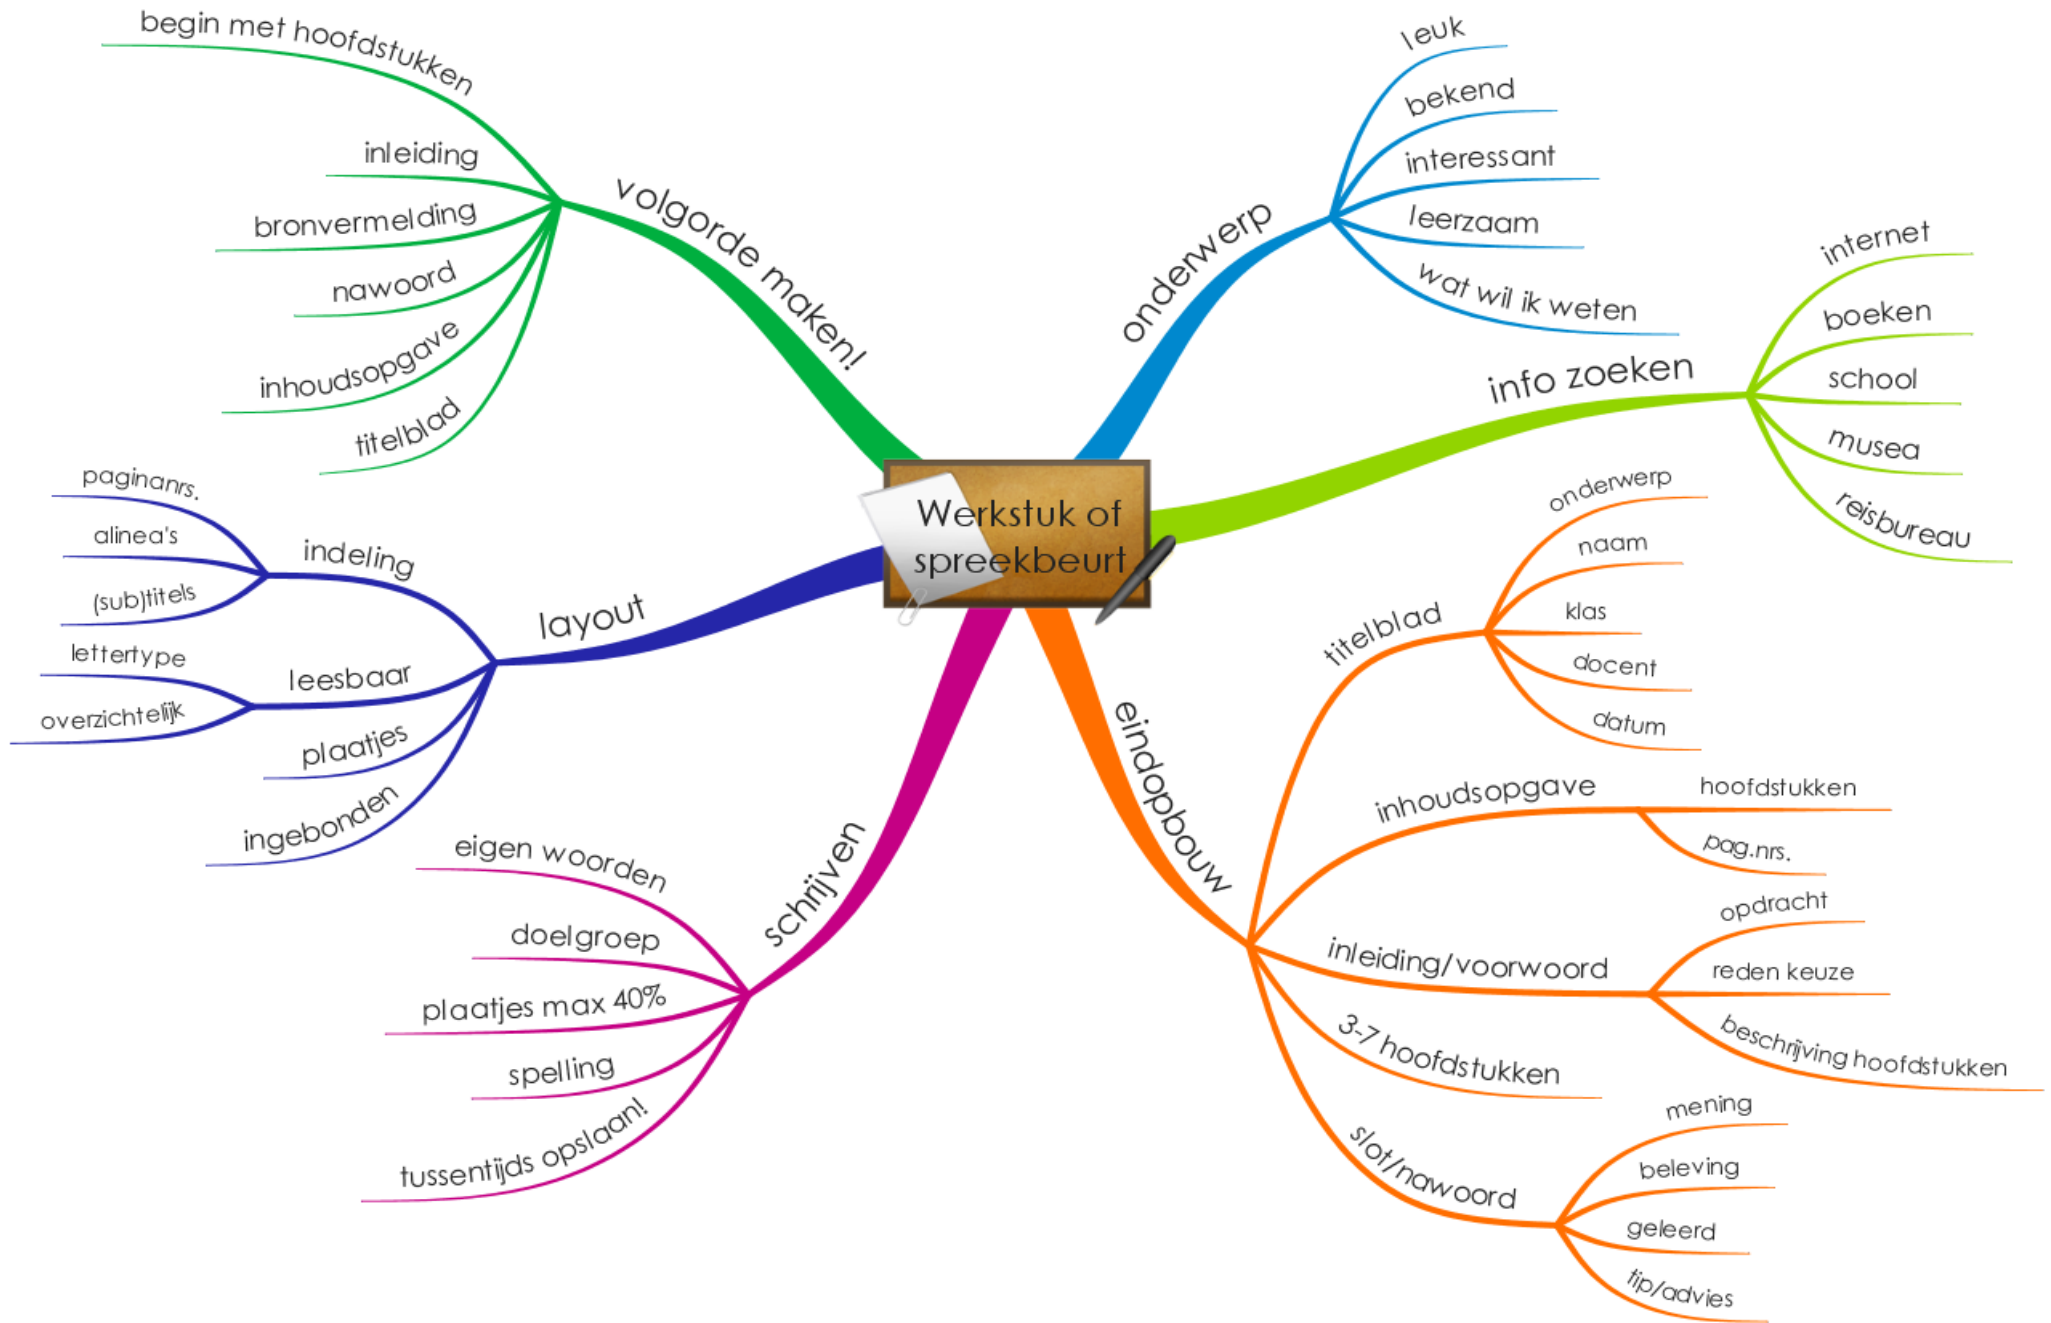 Werkstuk of
spreekbeurt
onderwerp
leuk
bekend
interessant
leerzaam
wat wil ik weten
info zoeken
internet
boeken
school
musea
reisbureau
eindopbouw
titelblad
onderwerp
naam
klas
docent
datum
inhoudsopgave
hoofdstukken
pag.nrs.
inleiding/voorwoord
opdracht
reden keuze
beschrijving hoofdstukken
3-7 hoofdstukken
slot/nawoord
mening
beleving
geleerd
tip/advies
schrijven
eigen woorden
doelgroep
plaatjes max 40%
spelling
tussentijds opslaan!
layout
indeling
paginanrs.
alinea's
(sub)titels
leesbaar
lettertype
overzichtelijk
plaatjes
ingebonden
volgorde maken!
begin met hoofdstukken
inleiding
bronvermelding
nawoord
inhoudsopgave
titelblad